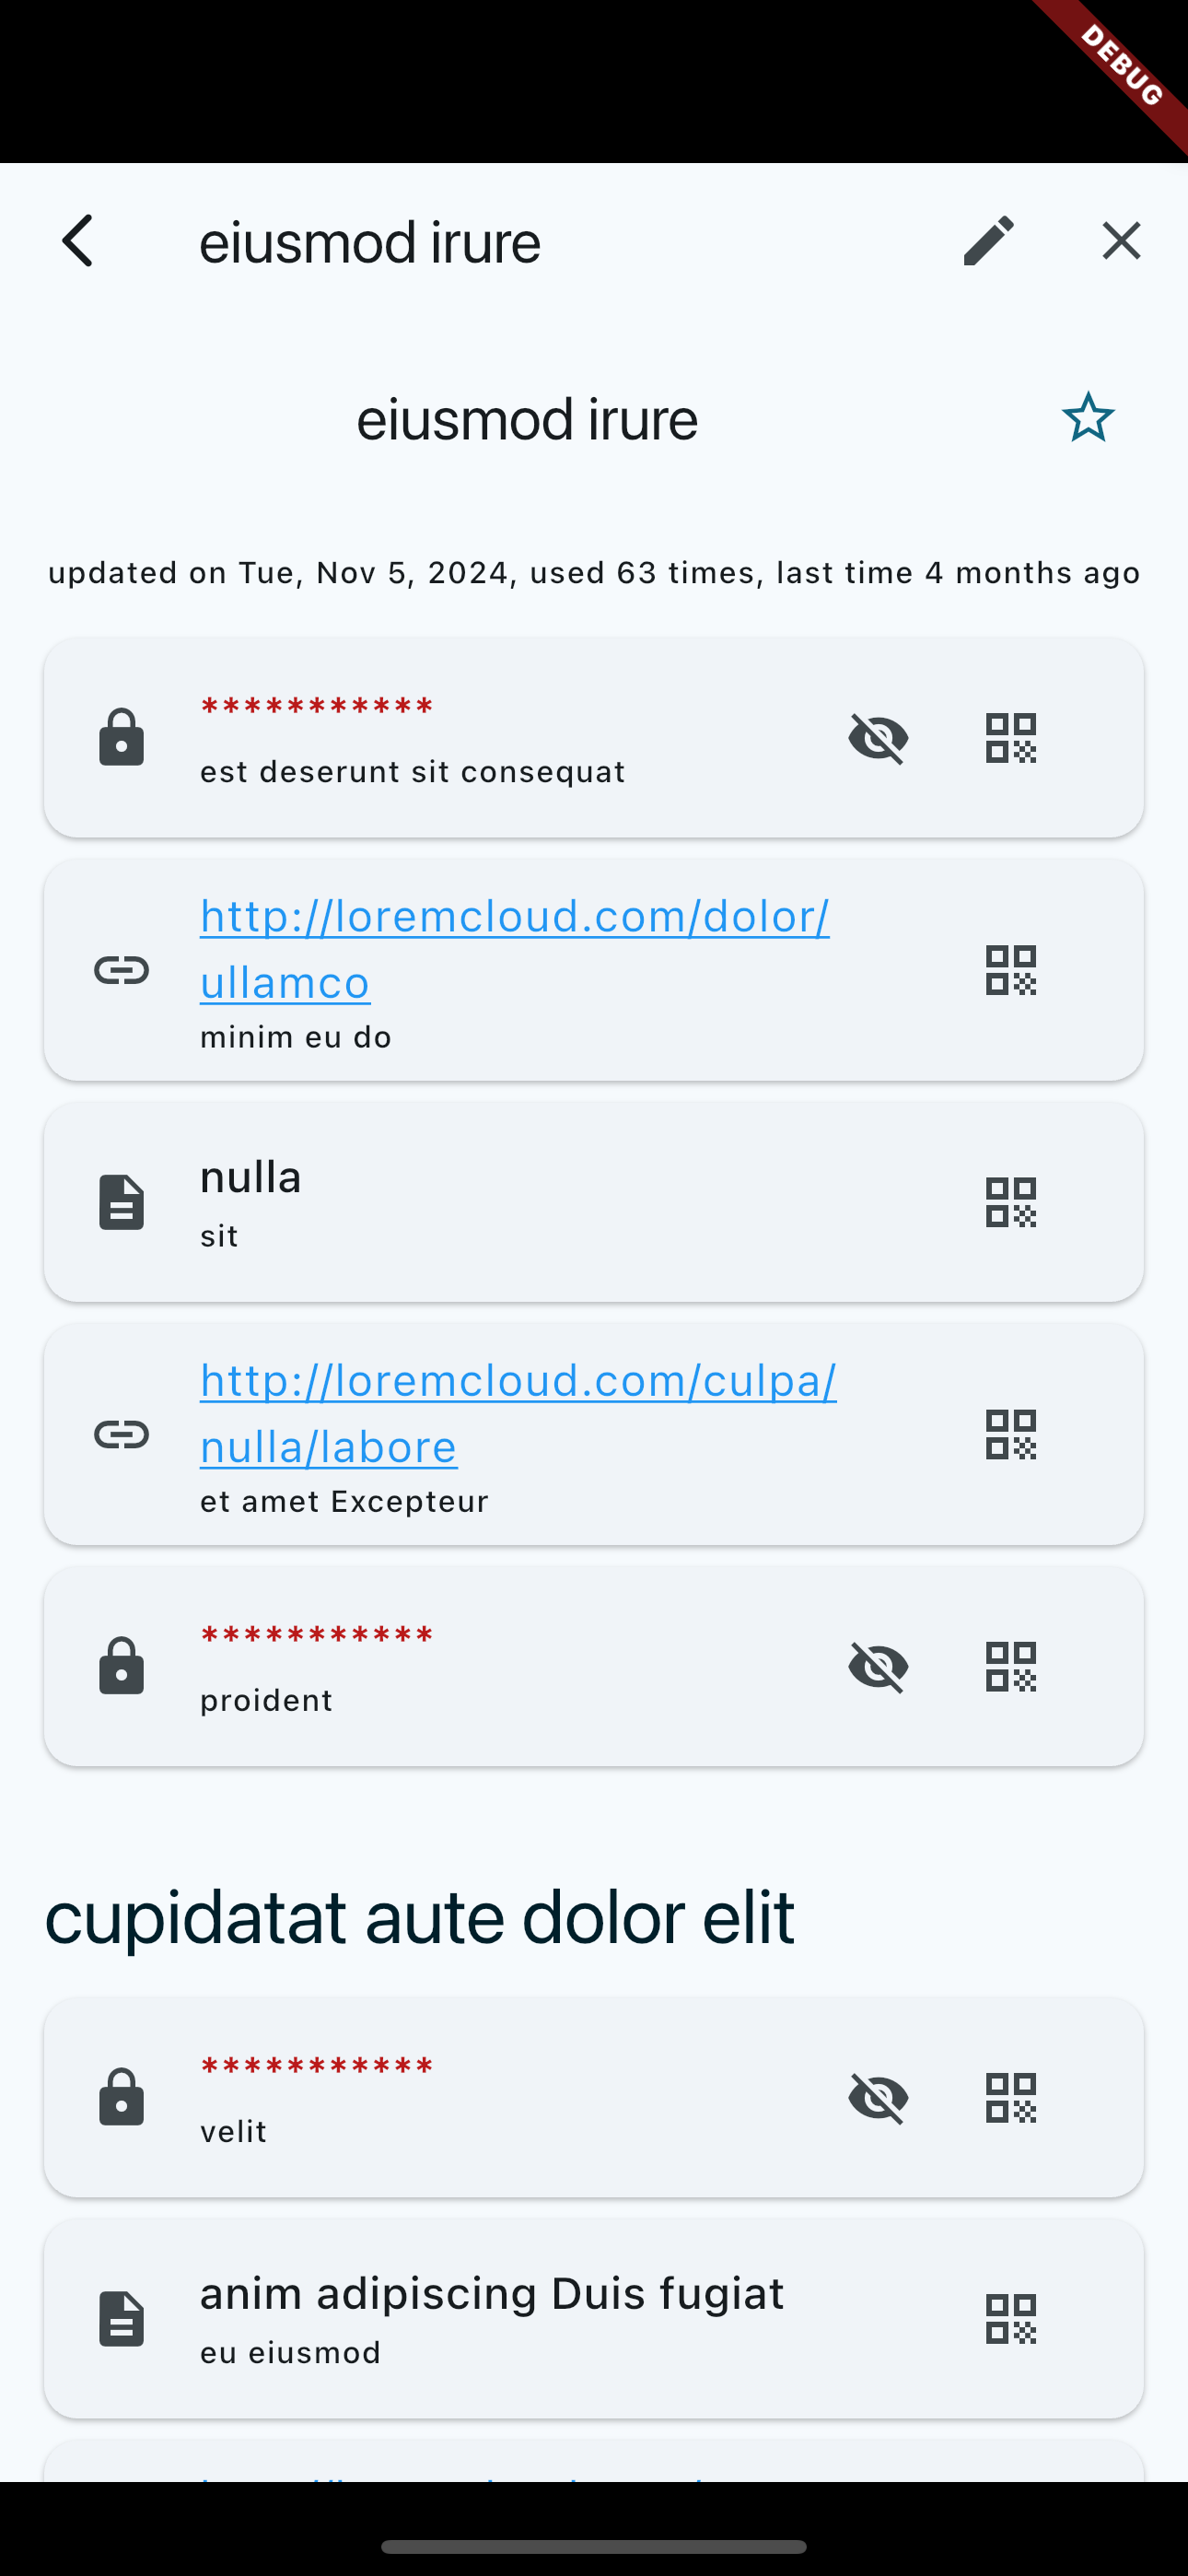 DEBUG
eiusmod irure
eiusmod irure
updated on Tue, Nov 5, 2024, used 63 times, last time 4 months ago
***********
est deserunt sit consequat
http://loremcloud.com/dolor/
ullamco
minim eu do
nulla
sit
http://loremcloud.com/culpa/
nulla/labore
et amet Excepteur
***********
proident
cupidatat aute dolor elit
***********
velit
anim adipiscing Duis fugiat
eu eiusmod